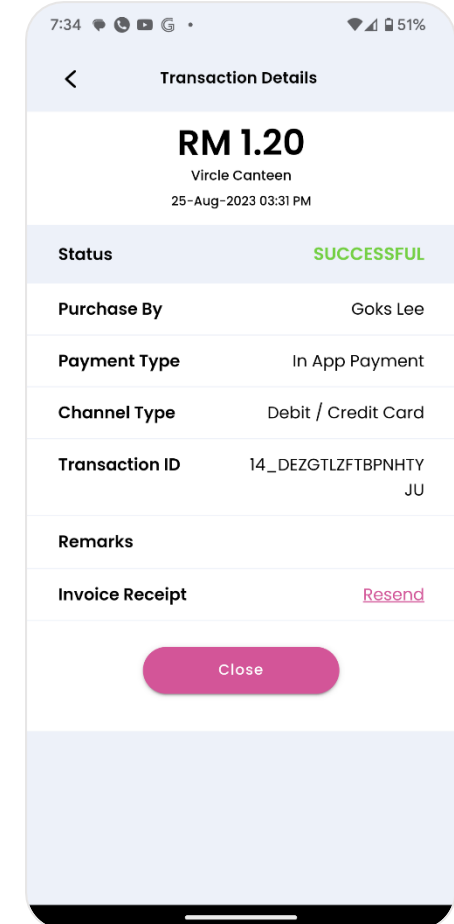 7:34 G 51%
Transaction Details
RM 1.20
Vircle Canteen
25-Aug-2023 03:31 PM
Status SUCCESSFUL
Purchase By Goks Lee
Payment Type In App Payment
Channel Type Debit / Credit Card
Transaction ID 14_DEZGTLZFTBPNHTY
JU
Remarks
Invoice Receipt Resend
Close